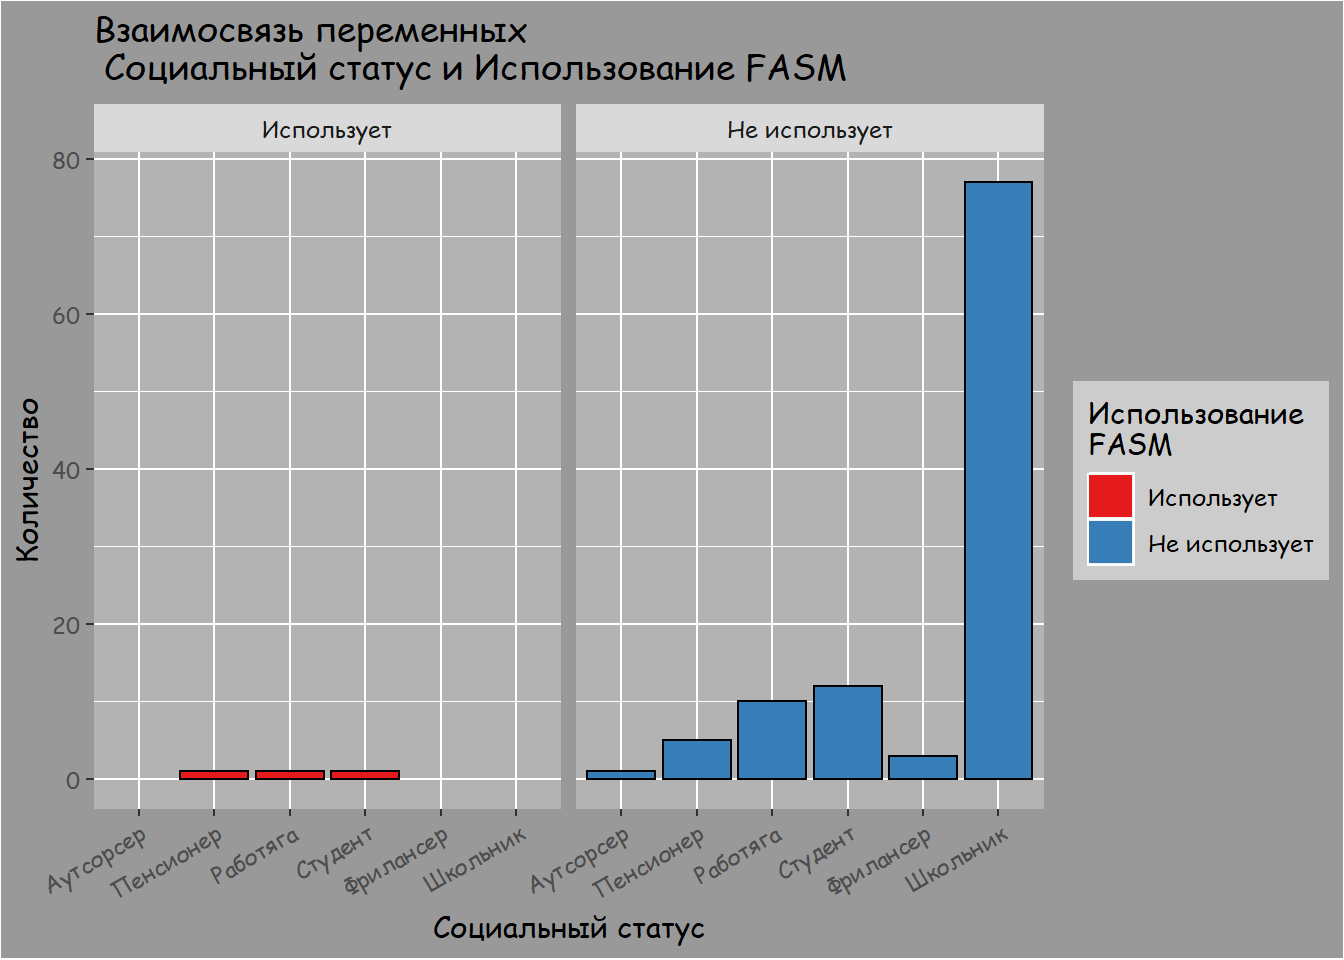 Взаимосвязь переменных
Социальный статус и Использование FASM
Использует
Не использует
80
60
40
20
0
Количество
Аутсорсер
Пенсионер
Работяга
Студент
Фрилансер
Школьник
Аутсорсер
Пенсионер
Работяга
Студент
Фрилансер
Школьник
Социальный статус
Использование
FASM
Использует
Не использует